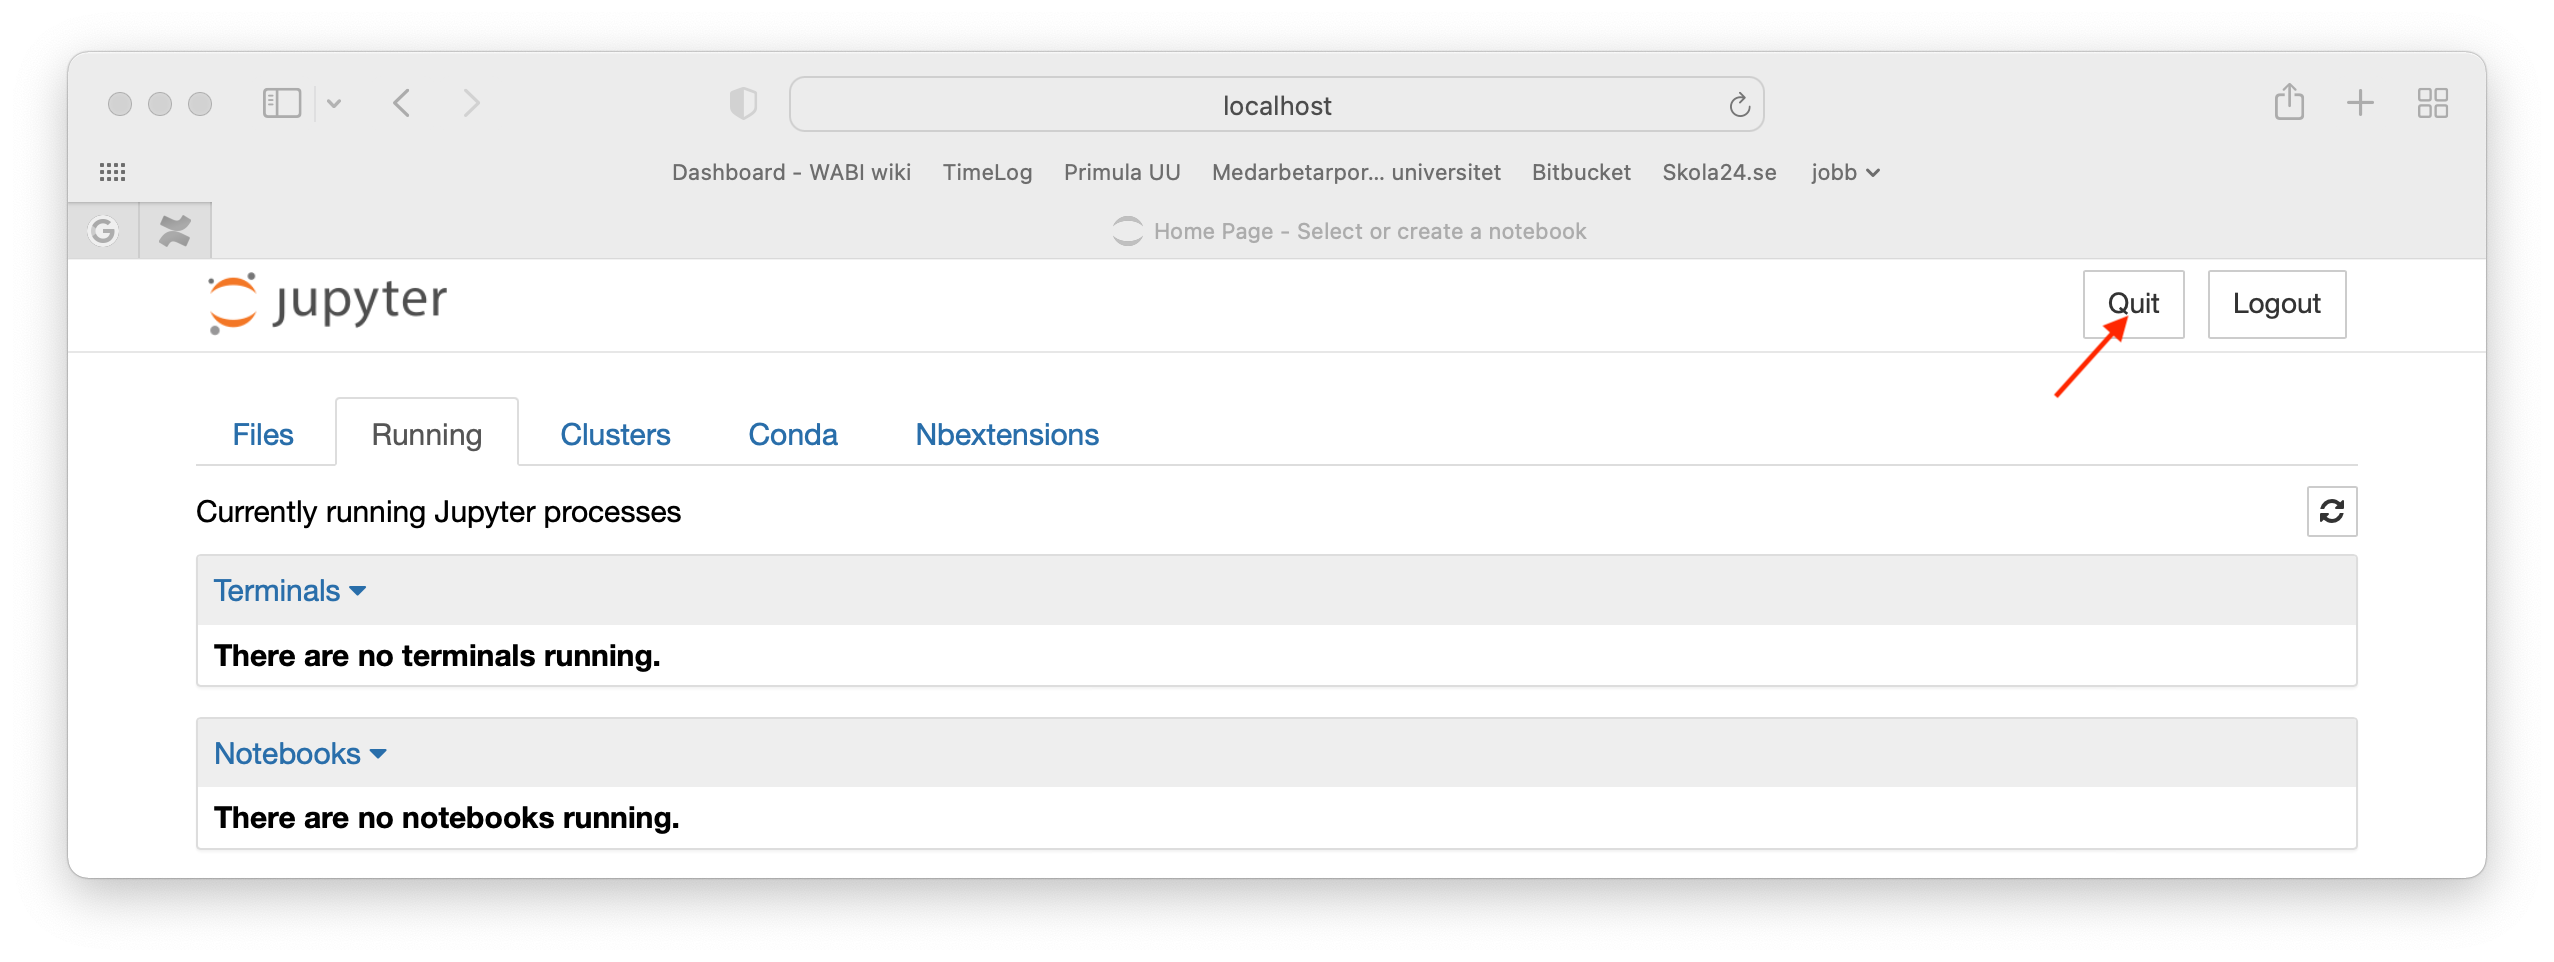 localhost
Dashboard - WABI wiki TimeLog Primula UU Medarbetarpor... universitet Bitbucket Skola24.se jobb
G Home Page - Select or create a notebook
jupyter Quit Logout
Files Running Clusters Conda Nbextensions
Currently running Jupyter processes
Terminals
There are no terminals running.
Notebooks
There are no notebooks running.